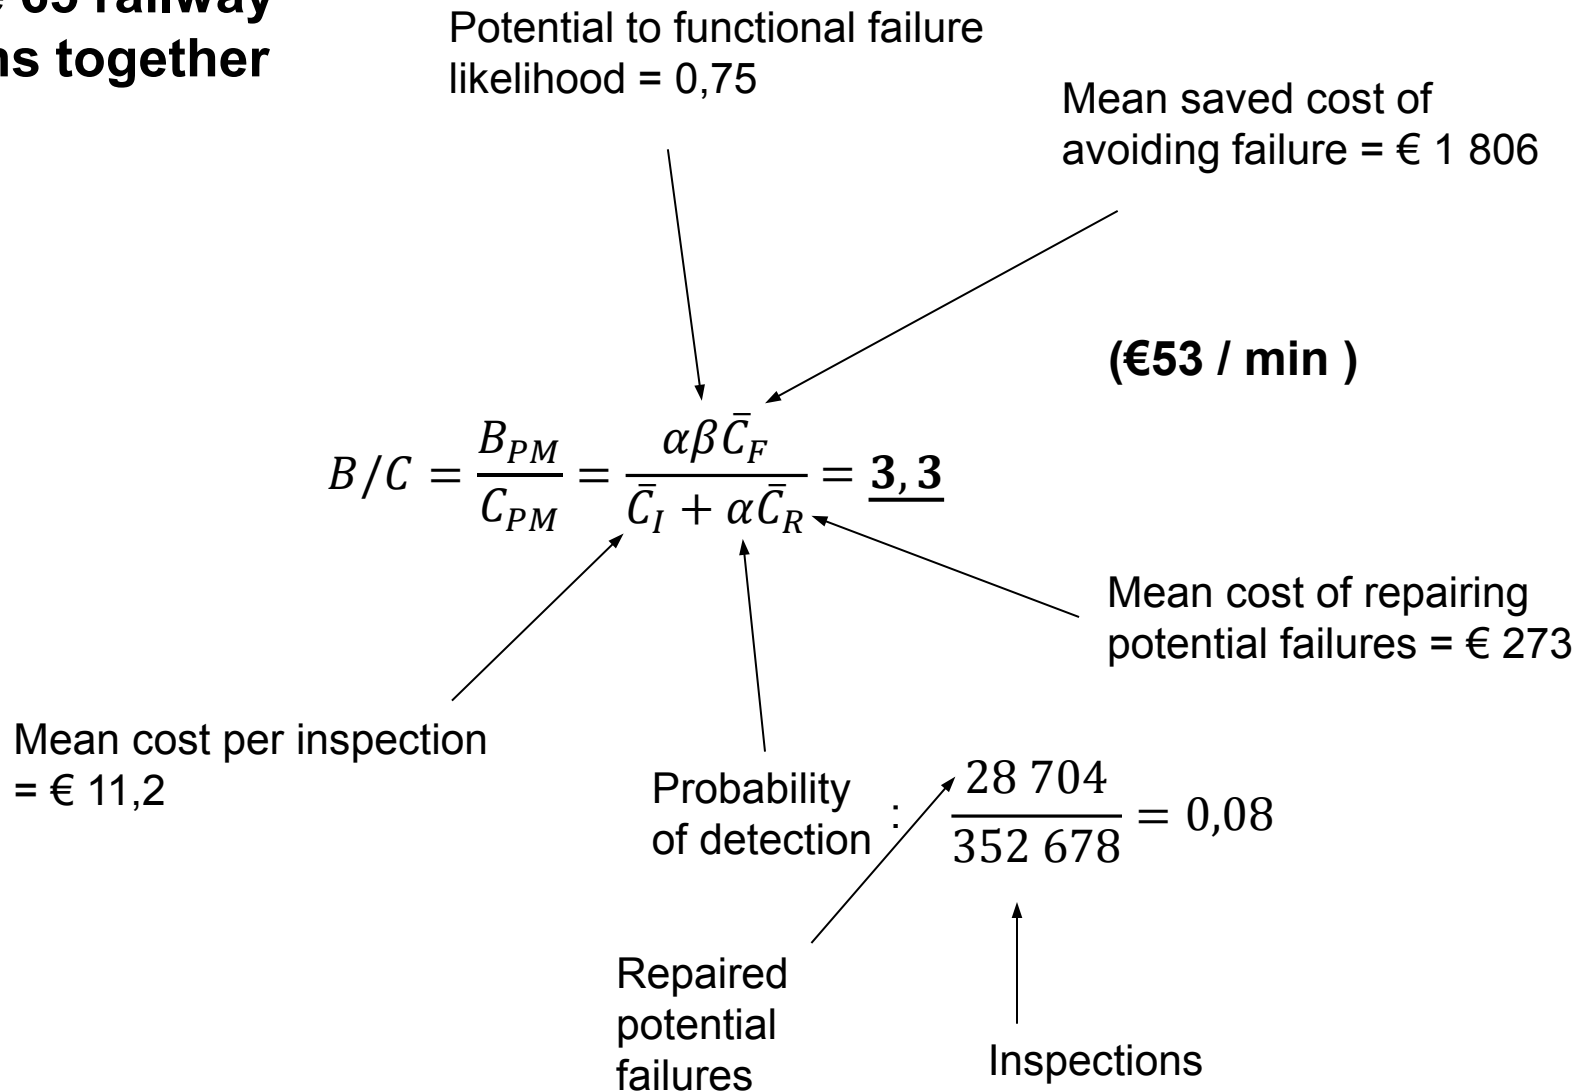 65 railway
together
Potential to functional failure
likelihood = 0,75
Mean saved cost of
avoiding failure = € 1 806
(€53 / min )
B/C = B_PM / C_PM = αβC̄_F / (C̄_I + αC̄_R) = 3,3
Mean cost of repairing
potential failures = € 273
Mean cost per inspection
= € 11,2
Probability
of detection :
28 704 / 352 678 = 0,08
Repaired
potential
failures
Inspections